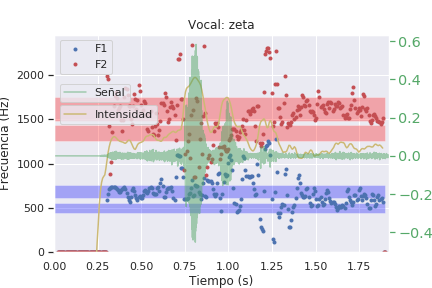 Vocal: zeta
F1
F2
Señal
Intensidad
Frecuencia (Hz)
2000
1500
1000
500
0
0.6
0.4
0.2
0.0
−0.2
−0.4
0.00 0.25 0.50 0.75 1.00 1.25 1.50 1.75
Tiempo (s)